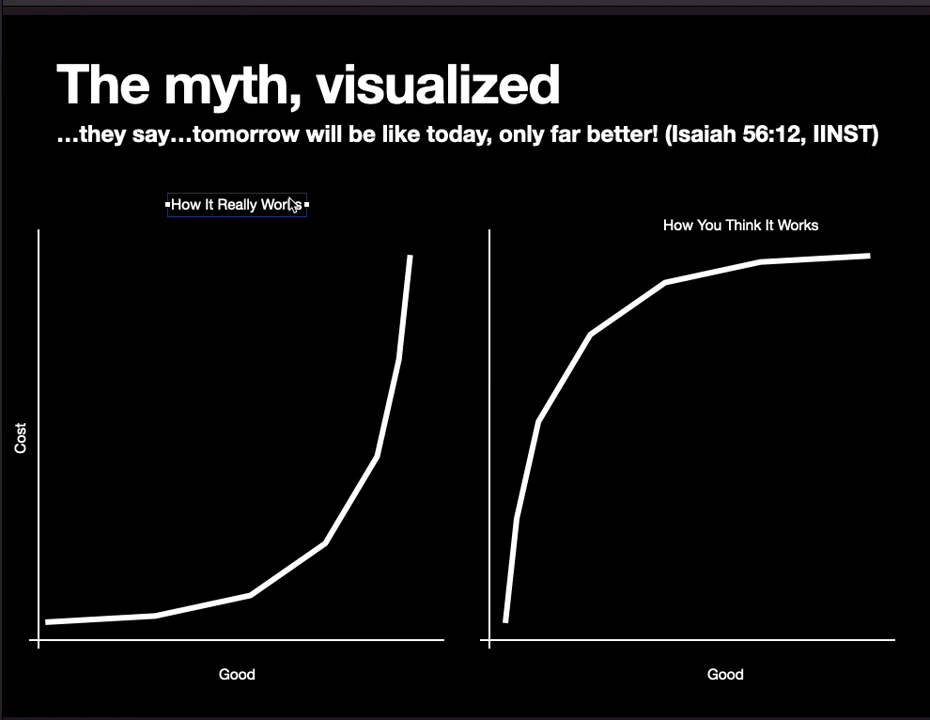 The myth, visualized
…they say…tomorrow will be like today, only far better! (Isaiah 56:12, IINST)
How It Really Works
How You Think It Works
Cost
Good
Good